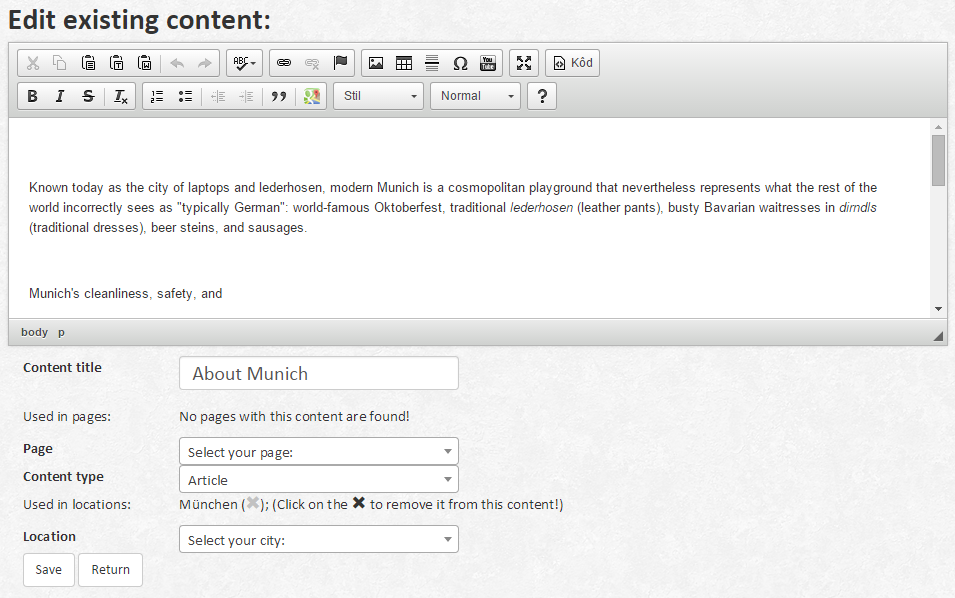 Edit existing content:
ABC
Ω
You Tube
Kôd
B I S Tx
Stil
Normal
?
Known today as the city of laptops and lederhosen, modern Munich is a cosmopolitan playground that nevertheless represents what the rest of the
world incorrectly sees as "typically German": world-famous Oktoberfest, traditional lederhosen (leather pants), busty Bavarian waitresses in dirndls
(traditional dresses), beer steins, and sausages.
Munich's cleanliness, safety, and
body p
Content title
About Munich
Used in pages: No pages with this content are found!
Page
Select your page:
Content type
Article
Used in locations: München (✖); (Click on the ✖ to remove it from this content!)
Location
Select your city:
Save Return